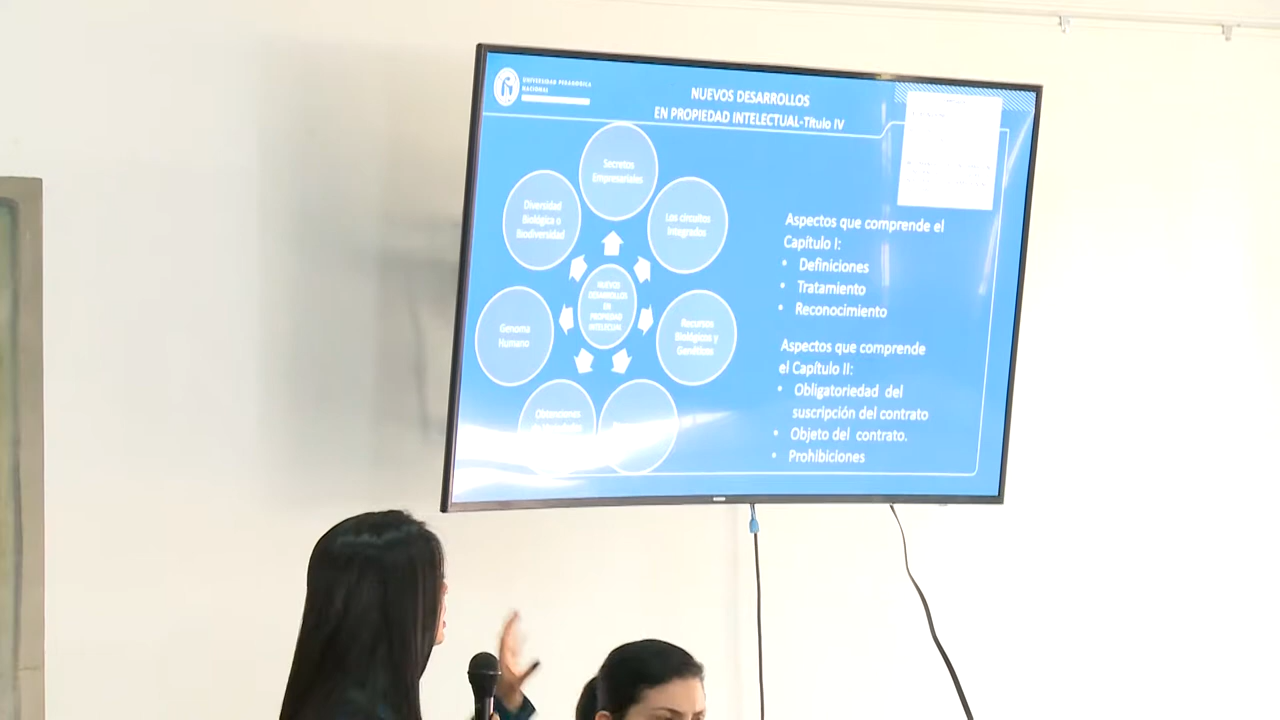 UNIVERSIDAD PEDAGOGICA
NACIONAL
NUEVOS DESARROLLOS
EN PROPIEDAD INTELECTUAL-Título IV
Secretos
Empresariales
Diversidad
Biológica o
Biodiversidad
Los circuitos
Integrados
NUEVOS
DESARROLLOS
EN
PROPIEDAD
INTELECUAL
Genoma
Humano
Recursos
Biológicos y
Genéticos
Obtenciones
Aspectos que comprende el
Capítulo I:
• Definiciones
• Tratamiento
• Reconocimiento
Aspectos que comprende
el Capítulo II:
• Obligatoriedad del
suscripción del contrato
• Objeto del contrato.
• Prohibiciones